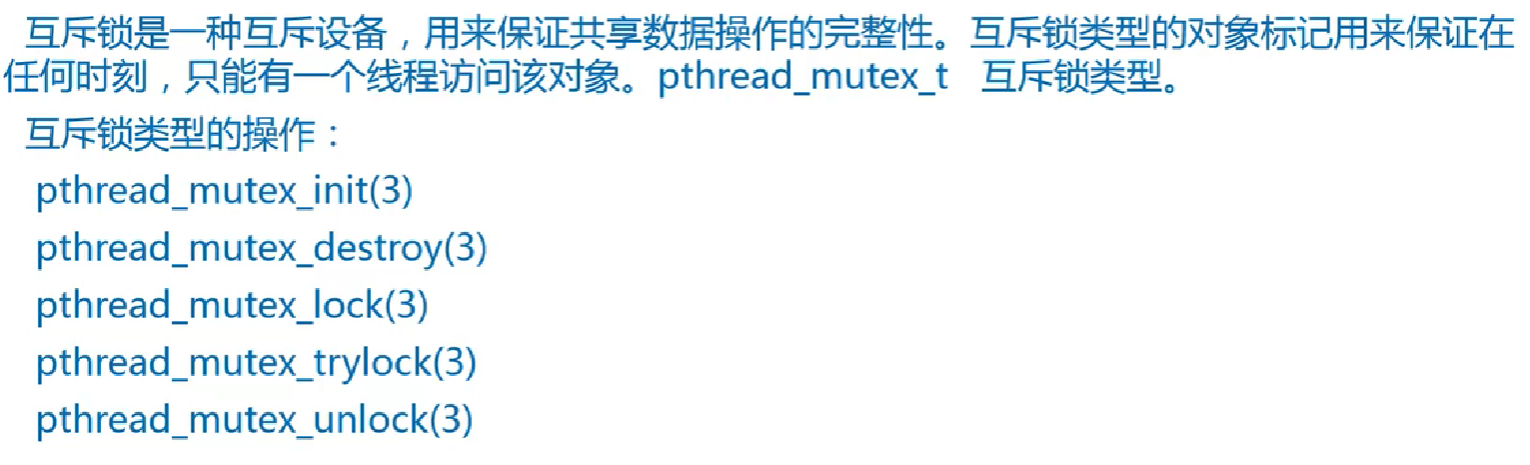 互斥锁是一种互斥设备，用来保证共享数据操作的完整性。互斥锁类型的对象标记用来保证在
任何时刻，只能有一个线程访问该对象。pthread_mutex_t 互斥锁类型。
互斥锁类型的操作：
pthread_mutex_init(3)
pthread_mutex_destroy(3)
pthread_mutex_lock(3)
pthread_mutex_trylock(3)
pthread_mutex_unlock(3)